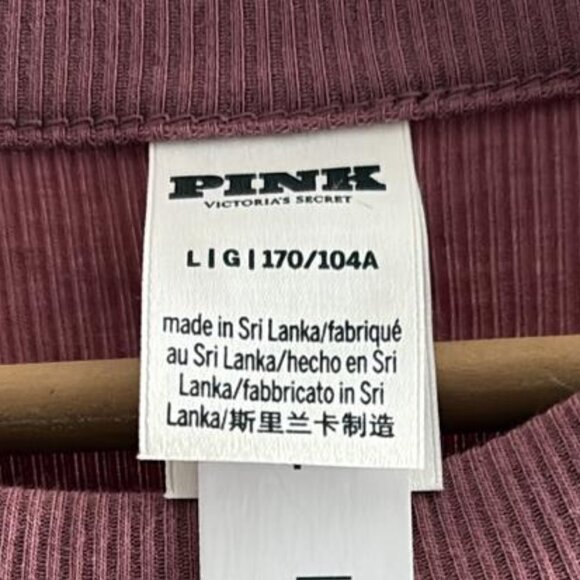 PINK
VICTORIA'S SECRET
L | G | 170/104A
made in Sri Lanka/fabriqué
au Sri Lanka/hecho en Sri
Lanka/fabbricato in Sri
Lanka/斯里兰卡制造